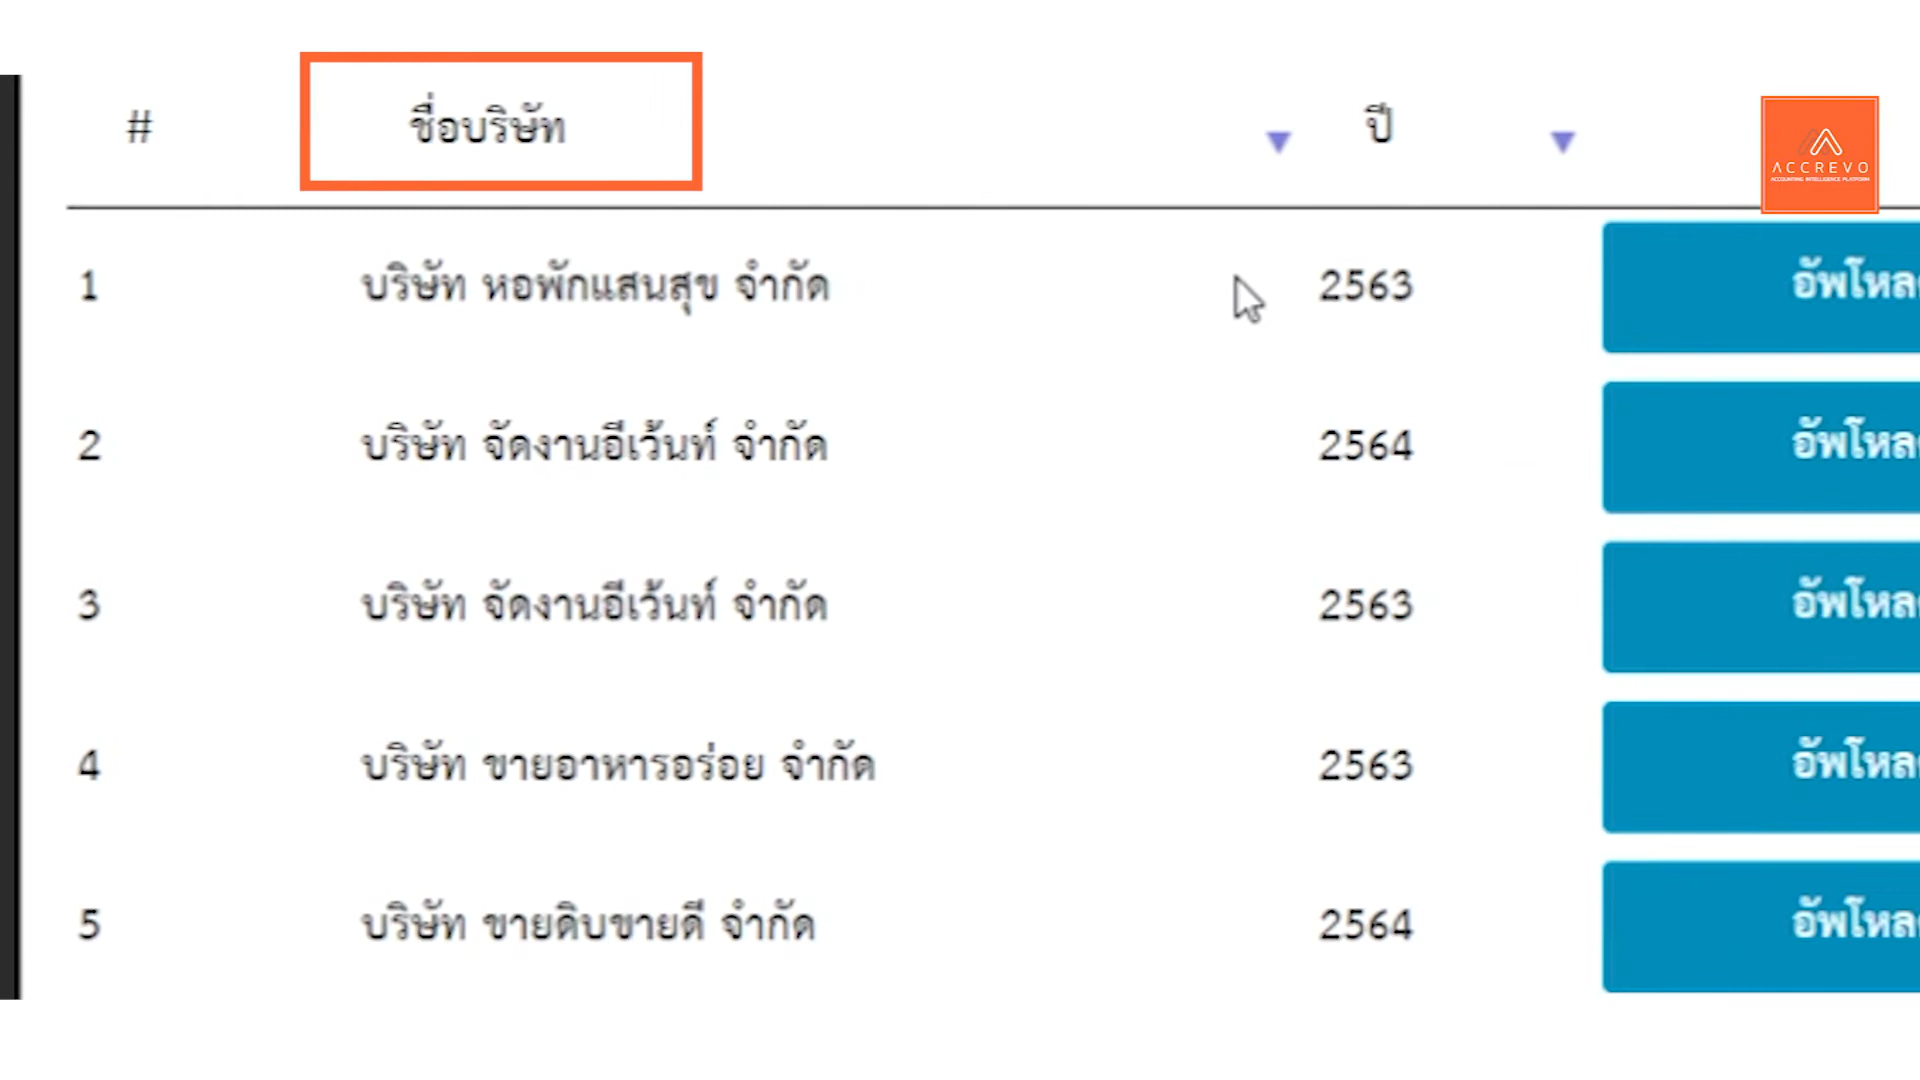 # ชื่อบริษัท ปี
ACCREVO
ACCOUNTING INTELLIGENCE PLATFORM
1 บริษัท หอพักแสนสุข จำกัด 2563
2 บริษัท จัดงานอีเว้นท์ จำกัด 2564
3 บริษัท จัดงานอีเว้นท์ จำกัด 2563
4 บริษัท ขายอาหารอร่อย จำกัด 2563
5 บริษัท ขายดิบขายดี จำกัด 2564